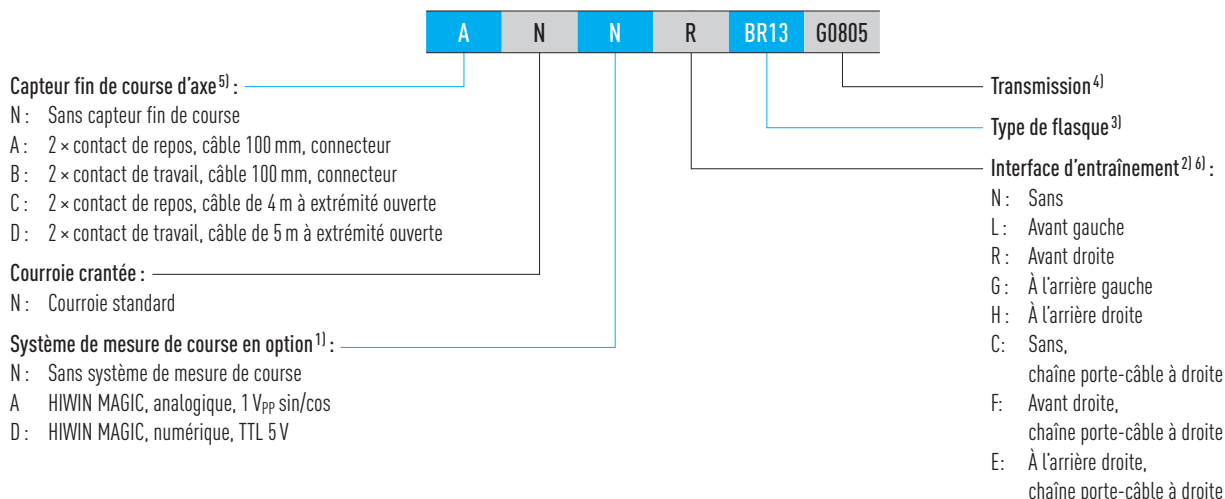 A N N R BR13 G0805
Capteur fin de course d'axe 5) :
N : Sans capteur fin de course
A : 2 × contact de repos, câble 100 mm, connecteur
B : 2 × contact de travail, câble 100 mm, connecteur
C : 2 × contact de repos, câble de 4 m à extrémité ouverte
D : 2 × contact de travail, câble de 5 m à extrémité ouverte
Courroie crantée :
N : Courroie standard
Système de mesure de course en option 1) :
N : Sans système de mesure de course
A HIWIN MAGIC, analogique, 1 VPP sin/cos
D : HIWIN MAGIC, numérique, TTL 5 V
Transmission 4)
Type de flasque 3)
Interface d'entraînement 2) 6) :
N : Sans
L : Avant gauche
R : Avant droite
G : À l'arrière gauche
H : À l'arrière droite
C: Sans,
chaîne porte-câble à droite
F: Avant droite,
chaîne porte-câble à droite
E: À l'arrière droite,
chaîne porte-câble à droite